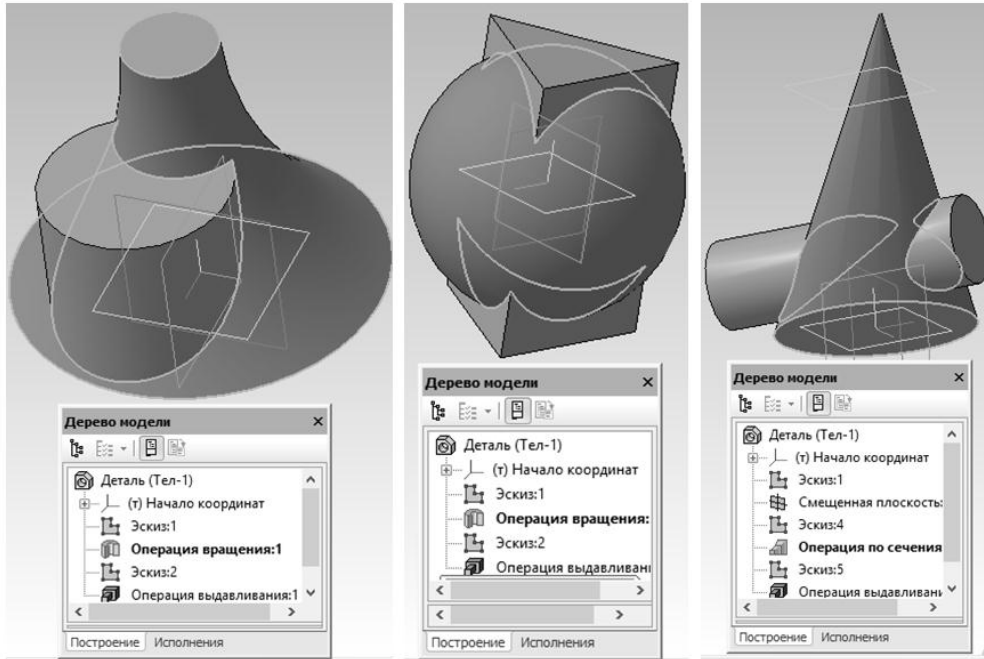 Дерево модели
Деталь (Тел-1)
(т) Начало координат
Эскиз:1
Операция вращения:1
Эскиз:2
Операция выдавливания:1
Построение Исполнения
Дерево модели
Деталь (Тел-1)
(т) Начало координат
Эскиз:1
Операция вращения:
Эскиз:2
Операция выдавливани
Построение Исполнения
Дерево модели
Деталь (Тел-1)
(т) Начало координат
Эскиз:1
Смещенная плоскость:
Эскиз:4
Операция по сечения
Эскиз:5
Операция выдавливани
Построение Исполнения